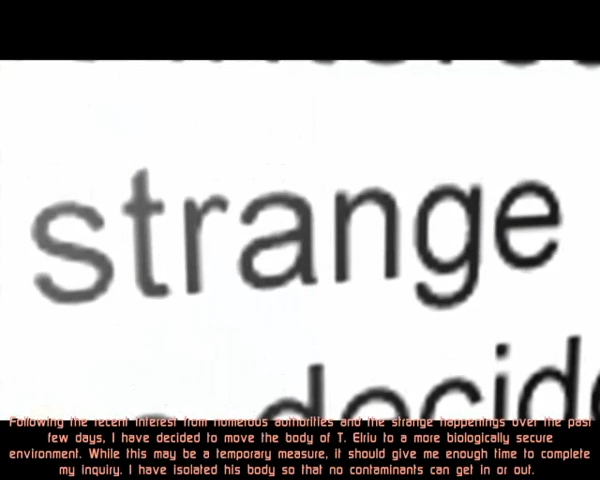 strange
decide
Following the recent interest from numerous authorities and the strange happenings over the past
few days, I have decided to move the body of T. Elriu to a more biologically secure
environment. While this may be a temporary measure, it should give me enough time to complete
my inquiry. I have isolated his body so that no contaminants can get in or out.